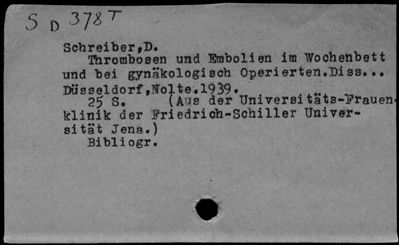 S D 378 T
Schreiber,D.
Thrombosen und Embolien im Wochenbett
und bei gynäkologisch Operierten.Diss...
Düsseldorf,Nolte.1939.
25 S. (Aus der Universitäts-Frauen-
klinik der Friedrich-Schiller Univer-
sität Jena.)
Bibliogr.